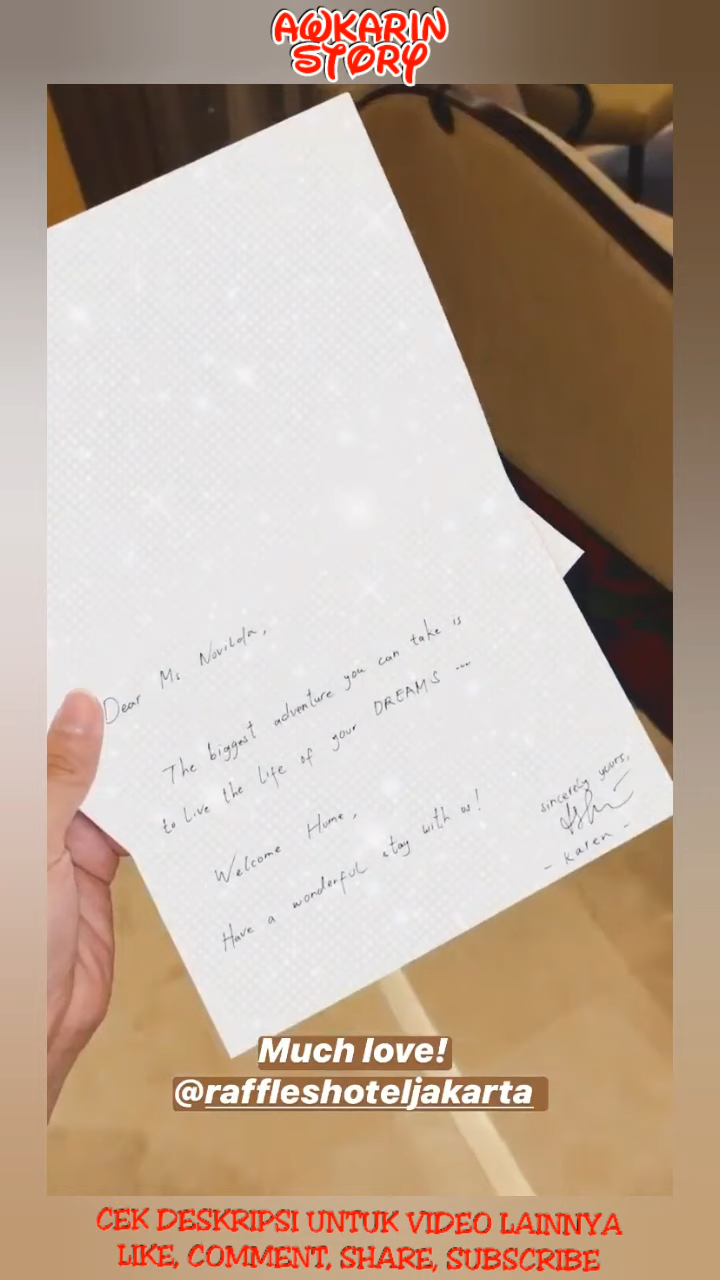 AWKARIN
STORY
Dear Ms Novilda,
The biggest adventure you can take is
to live the life of your DREAMS ...
Welcome Home,
Have a wonderful stay with us!
sincerely yours,
- Karen -
Much love!
@raffleshoteljakarta
CEK DESKRIPSI UNTUK VIDEO LAINNYA
LIKE, COMMENT, SHARE, SUBSCRIBE